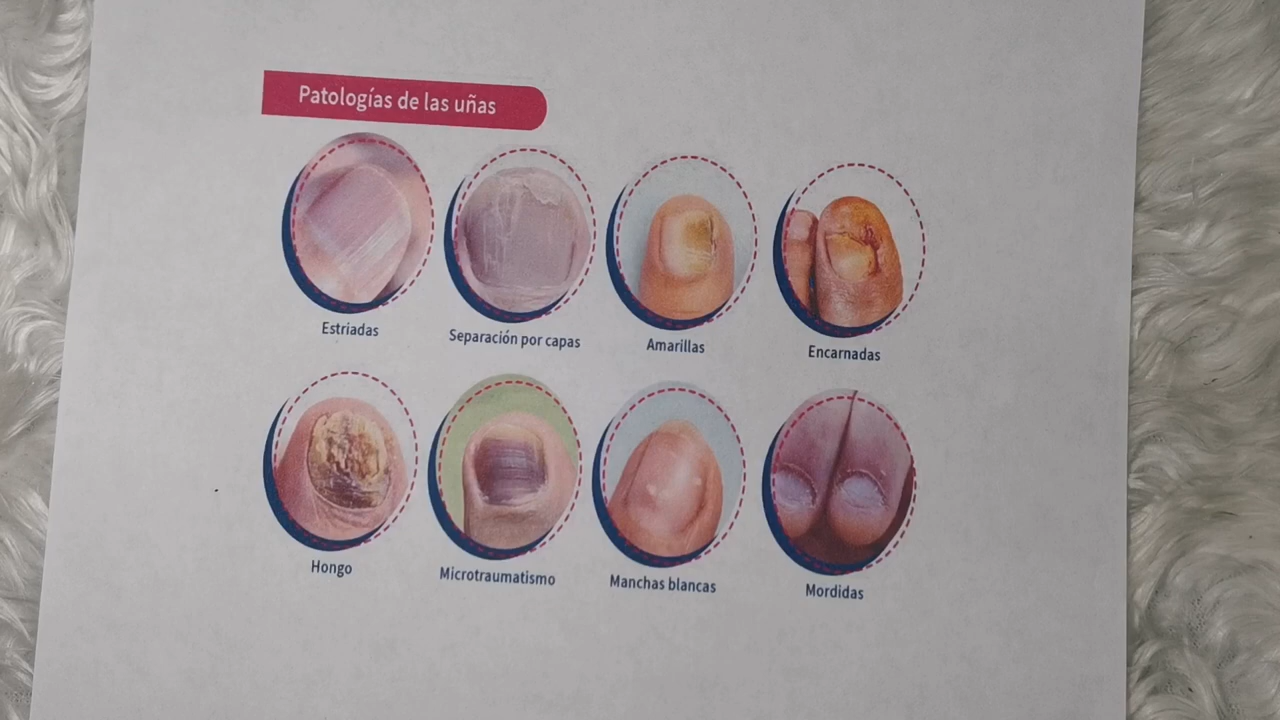 Patologías de las uñas
Estriadas
Separación por capas
Amarillas
Encarnadas
Hongo
Microtraumatismo
Manchas blancas
Mordidas